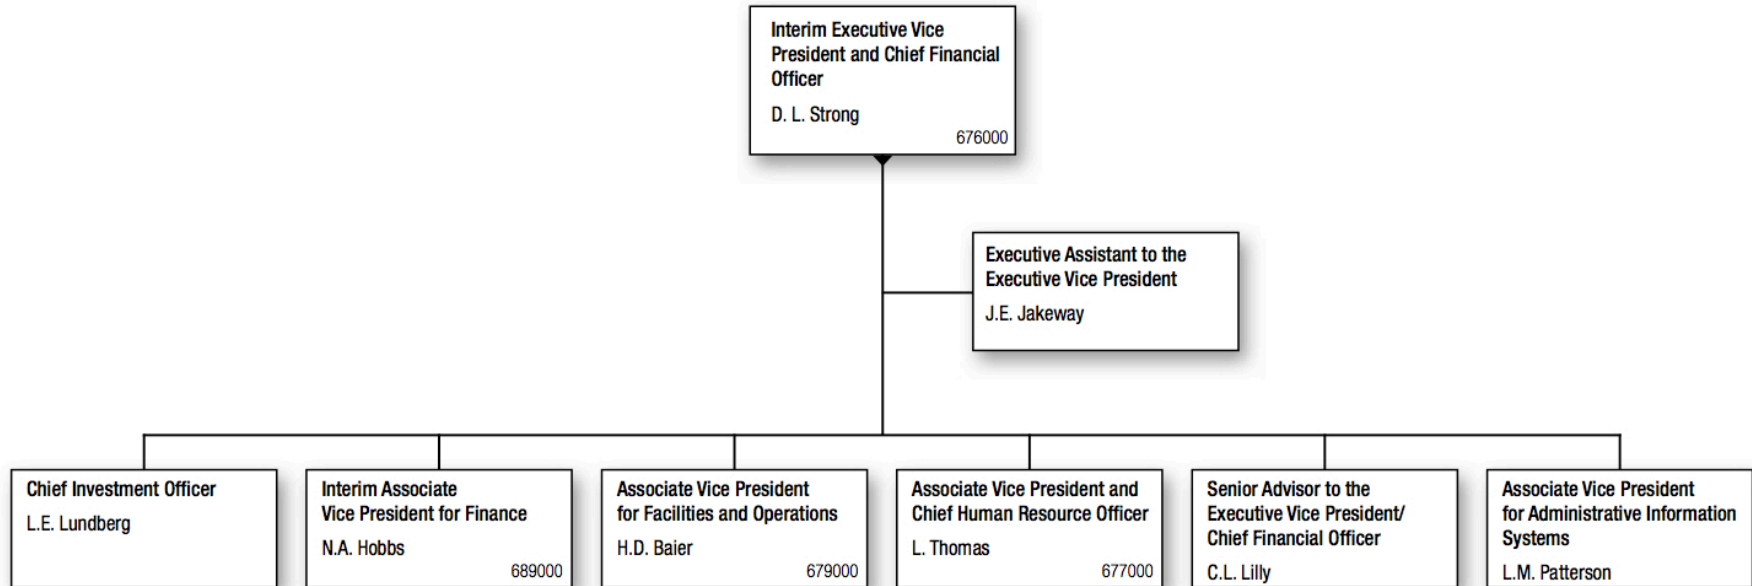 Interim Executive Vice
President and Chief Financial
Officer
D. L. Strong
676000
Executive Assistant to the
Executive Vice President
J.E. Jakeway
Chief Investment Officer
L.E. Lundberg
Interim Associate
Vice President for Finance
N.A. Hobbs
689000
Associate Vice President
for Facilities and Operations
H.D. Baier
679000
Associate Vice President and
Chief Human Resource Officer
L. Thomas
677000
Senior Advisor to the
Executive Vice President/
Chief Financial Officer
C.L. Lilly
Associate Vice President
for Administrative Information
Systems
L.M. Patterson